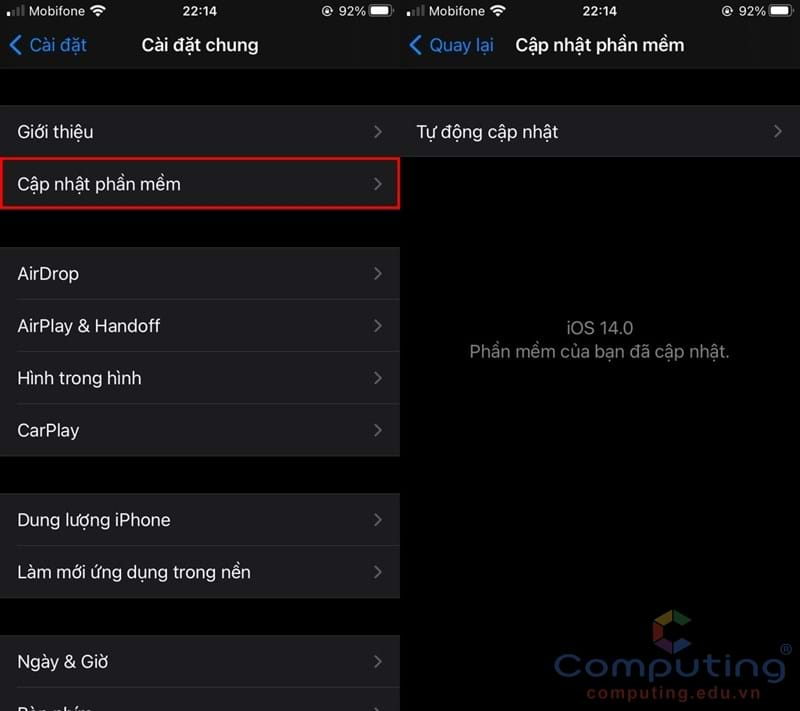 Mobifone 22:14 92%
Cài đặt Cài đặt chung
Giới thiệu
Cập nhật phần mềm
AirDrop
AirPlay & Handoff
Hình trong hình
CarPlay
Dung lượng iPhone
Làm mới ứng dụng trong nền
Ngày & Giờ
Bàn phím
Mobifone 22:14 92%
Quay lại Cập nhật phần mềm
Tự động cập nhật
iOS 14.0
Phần mềm của bạn đã cập nhật.
Computing®
computing.edu.vn